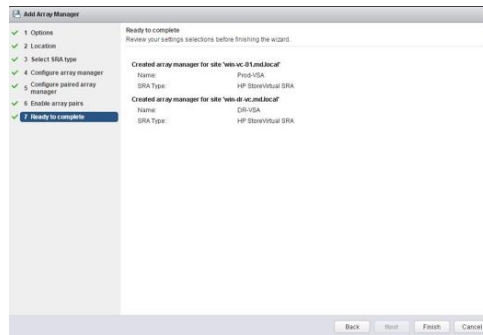 Add Array Manager
1 Options
2 Location
3 Select SRA type
4 Configure array manager
5 Configure paired array
manager
6 Enable array pairs
7 Ready to complete
Ready to complete
Review your settings selections before finishing the wizard.
Created array manager for site 'win-vc-01.md.local'
Name: Prod-VSA
SRA Type: HP StoreVirtual SRA
Created array manager for site 'win-dr-vc.md.local'
Name: DR-VSA
SRA Type: HP StoreVirtual SRA
Back Next Finish Cancel